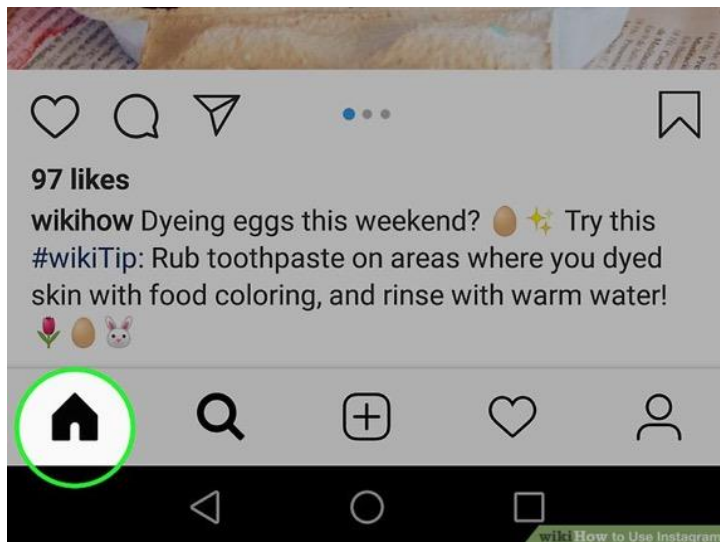 97 likes
wikihow Dyeing eggs this weekend? 🥚✨ Try this
#wikiTip: Rub toothpaste on areas where you dyed
skin with food coloring, and rinse with warm water!
🌷🥚🐰
wikiHow to Use Instagram